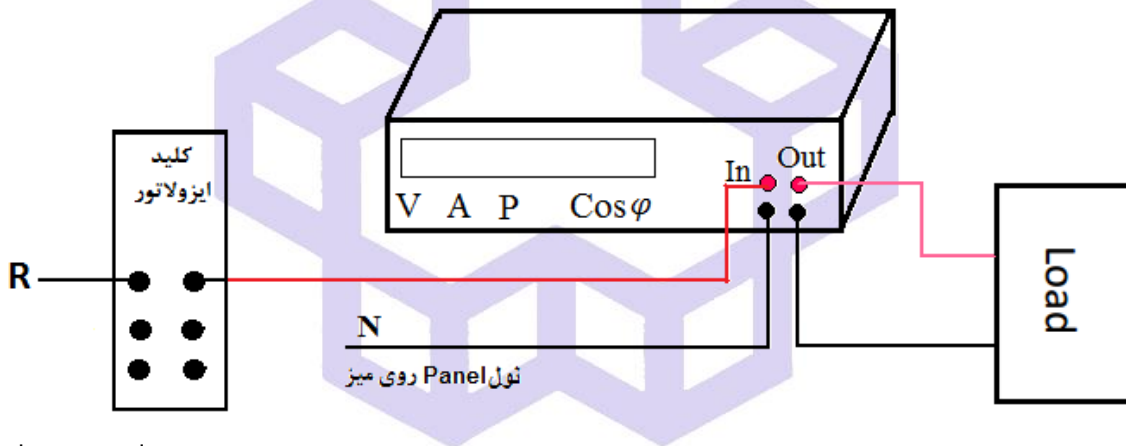 کلید
ایزولاتور
In
Out
V A P Cosφ
R
N
نول Panel روی میز
Load